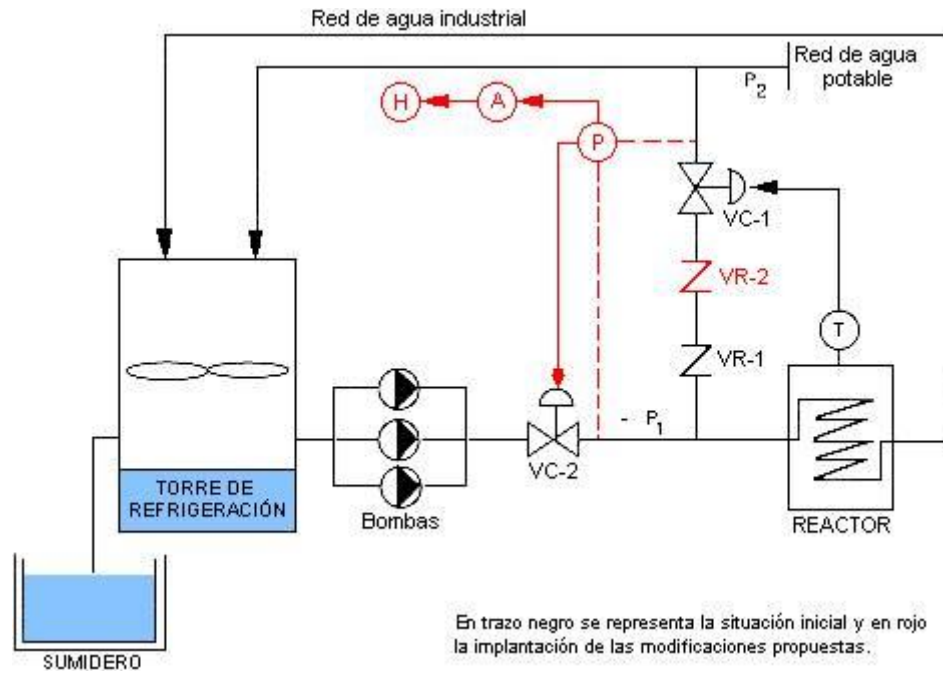 Red de agua industrial
Red de agua
potable
P2
H
A
P
VC-1
VR-2
T
VR-1
- P1
VC-2
TORRE DE
REFRIGERACIÓN
Bombas
REACTOR
SUMIDERO
En trazo negro se representa la situación inicial y en rojo
la implantación de las modificaciones propuestas.